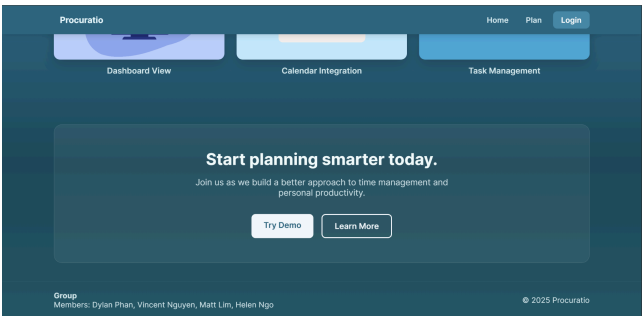 Procuratio
Home Plan Login
Dashboard View Calendar Integration Task Management
Start planning smarter today.
Join us as we build a better approach to time management and
personal productivity.
Try Demo Learn More
Group
Members: Dylan Phan, Vincent Nguyen, Matt Lim, Helen Ngo
© 2025 Procuratio